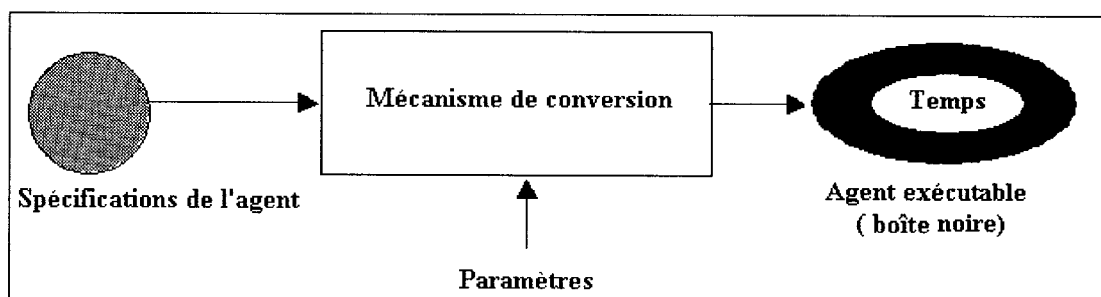 Mécanisme de conversion
Temps
Spécifications de l'agent
Agent exécutable
( boîte noire)
Paramètres